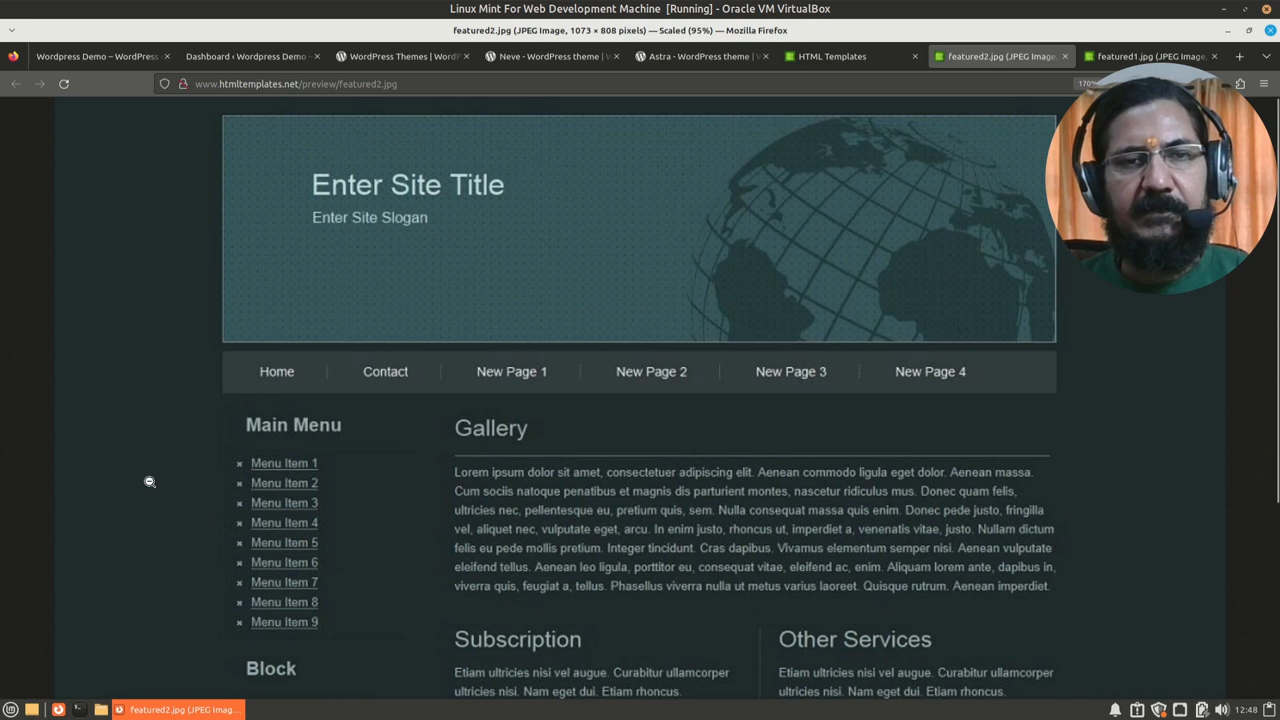 Linux Mint For Web Development Machine [Running] - Oracle VM VirtualBox
featured2.jpg (JPEG Image, 1073 × 808 pixels) — Scaled (95%) — Mozilla Firefox
Wordpress Demo – WordPress
Dashboard ‹ Wordpress Demo —
WordPress Themes | WordP
Neve - WordPress theme | W
Astra - WordPress theme | W
HTML Templates
featured2.jpg (JPEG Image,
featured1.jpg (JPEG Image,
www.htmltemplates.net/preview/featured2.jpg
170%
Enter Site Title
Enter Site Slogan
Home
Contact
New Page 1
New Page 2
New Page 3
New Page 4
Main Menu
Menu Item 1
Menu Item 2
Menu Item 3
Menu Item 4
Menu Item 5
Menu Item 6
Menu Item 7
Menu Item 8
Menu Item 9
Block
Gallery
Lorem ipsum dolor sit amet, consectetuer adipiscing elit. Aenean commodo ligula eget dolor. Aenean massa.
Cum sociis natoque penatibus et magnis dis parturient montes, nascetur ridiculus mus. Donec quam felis,
ultricies nec, pellentesque eu, pretium quis, sem. Nulla consequat massa quis enim. Donec pede justo, fringilla
vel, aliquet nec, vulputate eget, arcu. In enim justo, rhoncus ut, imperdiet a, venenatis vitae, justo. Nullam dictum
felis eu pede mollis pretium. Integer tincidunt. Cras dapibus. Vivamus elementum semper nisi. Aenean vulputate
eleifend tellus. Aenean leo ligula, porttitor eu, consequat vitae, eleifend ac, enim. Aliquam lorem ante, dapibus in,
viverra quis, feugiat a, tellus. Phasellus viverra nulla ut metus varius laoreet. Quisque rutrum. Aenean imperdiet.
Subscription
Etiam ultricies nisi vel augue. Curabitur ullamcorper
ultricies nisi. Nam eget dui. Etiam rhoncus.
Other Services
Etiam ultricies nisi vel augue. Curabitur ullamcorper
ultricies nisi. Nam eget dui. Etiam rhoncus.
featured2.jpg (JPEG Imag...
12:48